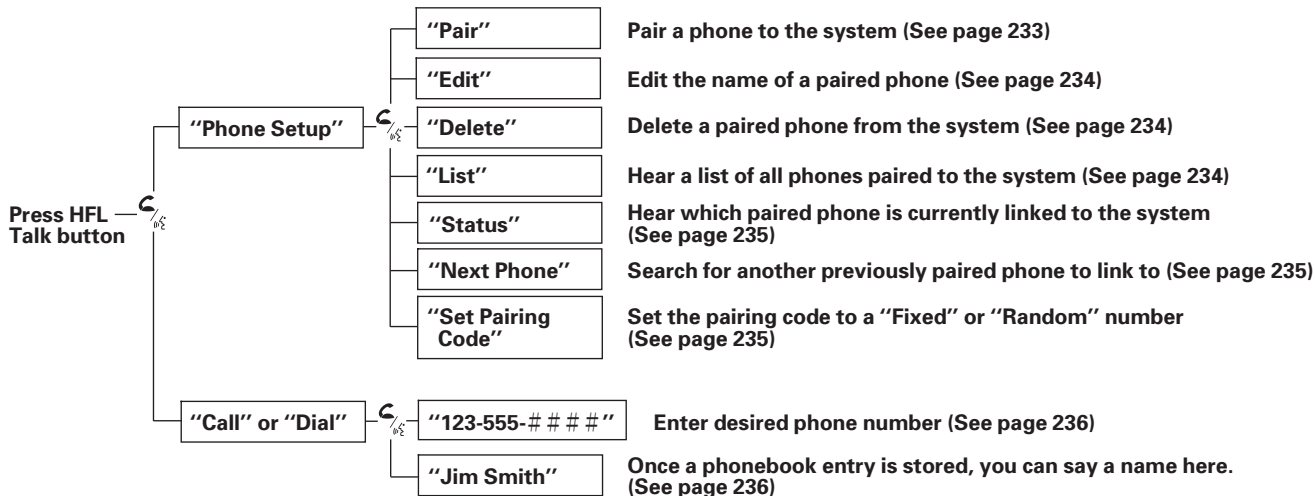 "Pair" Pair a phone to the system (See page 233)
"Edit" Edit the name of a paired phone (See page 234)
"Phone Setup" "Delete" Delete a paired phone from the system (See page 234)
"List" Hear a list of all phones paired to the system (See page 234)
Press HFL
Talk button
"Status" Hear which paired phone is currently linked to the system
(See page 235)
"Next Phone" Search for another previously paired phone to link to (See page 235)
"Set Pairing
Code"
Set the pairing code to a "Fixed" or "Random" number
(See page 235)
"Call" or "Dial" "123-555-####" Enter desired phone number (See page 236)
"Jim Smith" Once a phonebook entry is stored, you can say a name here.
(See page 236)